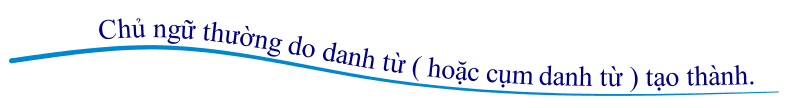 Chủ ngữ thường do danh từ ( hoặc cụm danh từ ) tạo thành.